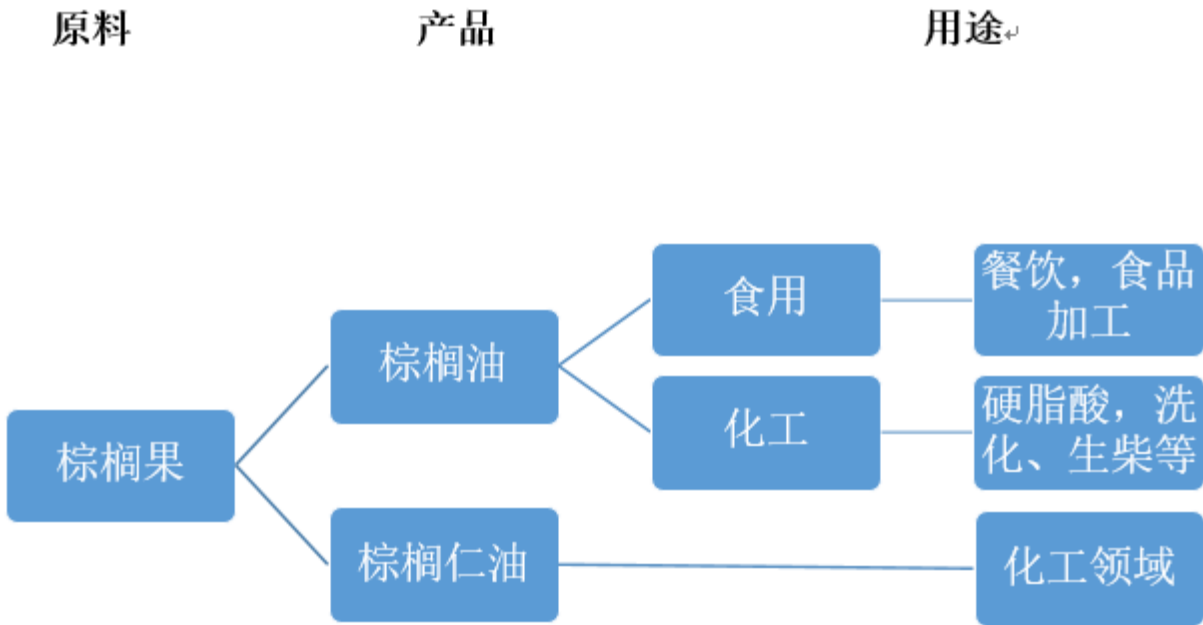 原料 产品 用途
餐饮，食品
加工
食用
棕榈油
硬脂酸，洗
化、生柴等
化工
棕榈果
棕榈仁油
化工领域